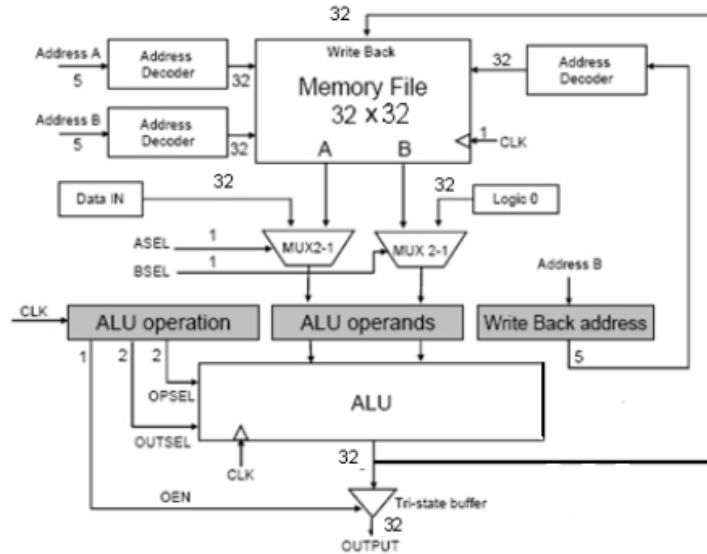 32
Address A
5
Address
Decoder
32
Write Back
Memory File
32 x 32
A
B
32
Address
Decoder
Address B
5
Address
Decoder
32
1
CLK
Data IN
32
32
Logic 0
ASEL
1
MUX2-1
BSEL
1
MUX 2-1
Address B
CLK
ALU operation
ALU operands
Write Back address
1
2
2
5
OPSEL
ALU
OUTSEL
CLK
32
OEN
Tri-state buffer
32
OUTPUT